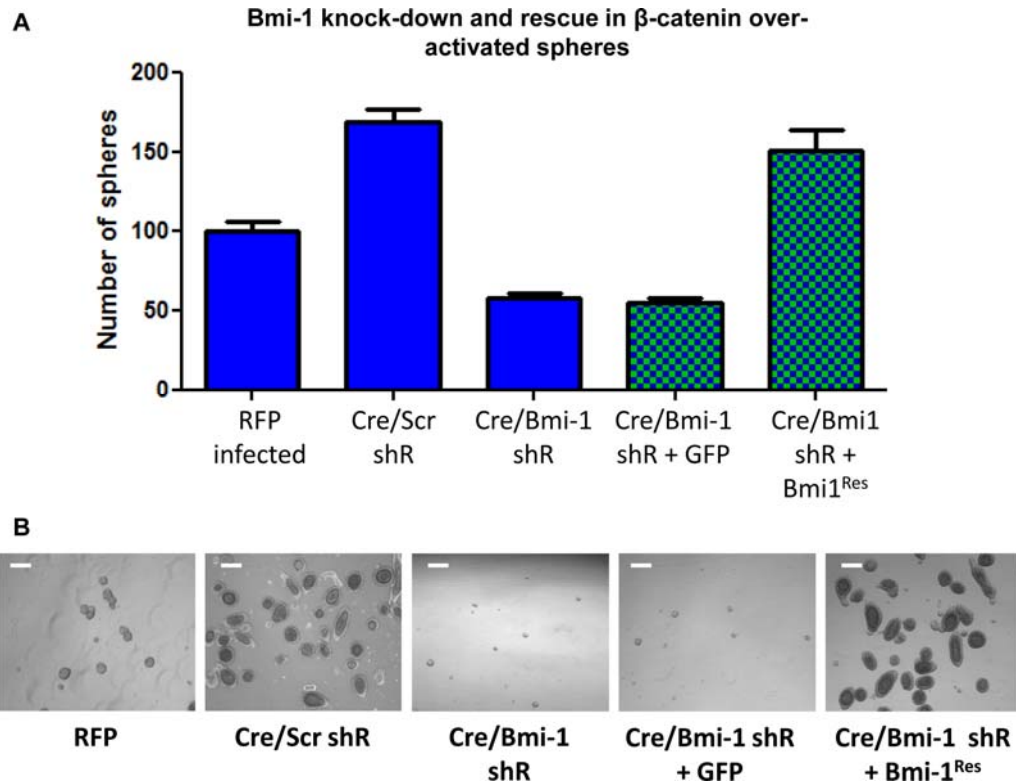 A
Bmi-1 knock-down and rescue in β-catenin over-
activated spheres
Number of spheres
200
150
100
50
0
RFP
infected
Cre/Scr
shR
Cre/Bmi-1
shR
Cre/Bmi-1
shR + GFP
Cre/Bmi1
shR +
Bmi1ᴿᵉˢ
B
RFP
Cre/Scr shR
Cre/Bmi-1
shR
Cre/Bmi-1 shR
+ GFP
Cre/Bmi-1 shR
+ Bmi-1ᴿᵉˢ